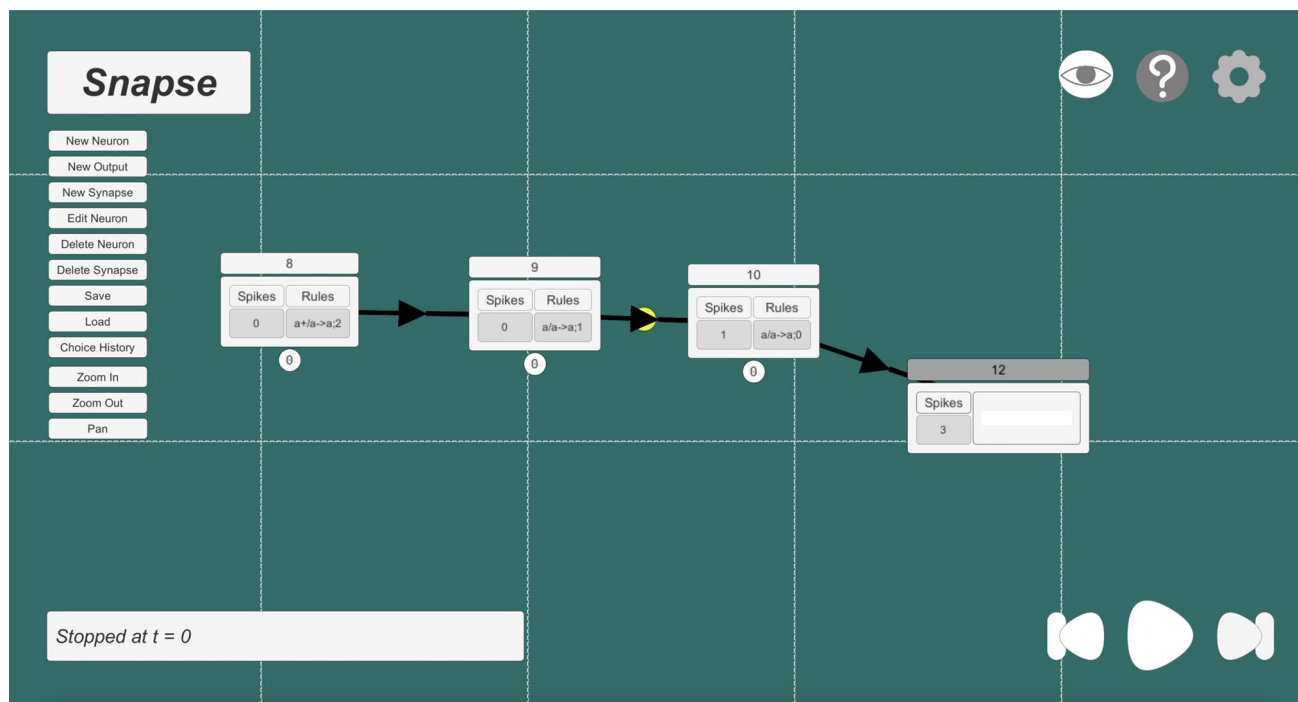 Snapse
New Neuron
New Output
New Synapse
Edit Neuron
Delete Neuron
Delete Synapse
Save
Load
Choice History
Zoom In
Zoom Out
Pan
8
Spikes Rules
0 a+/a->a;2
0
9
Spikes Rules
0 a/a->a;1
0
10
Spikes Rules
1 a/a->a;0
0
12
Spikes
3
Stopped at t = 0
?